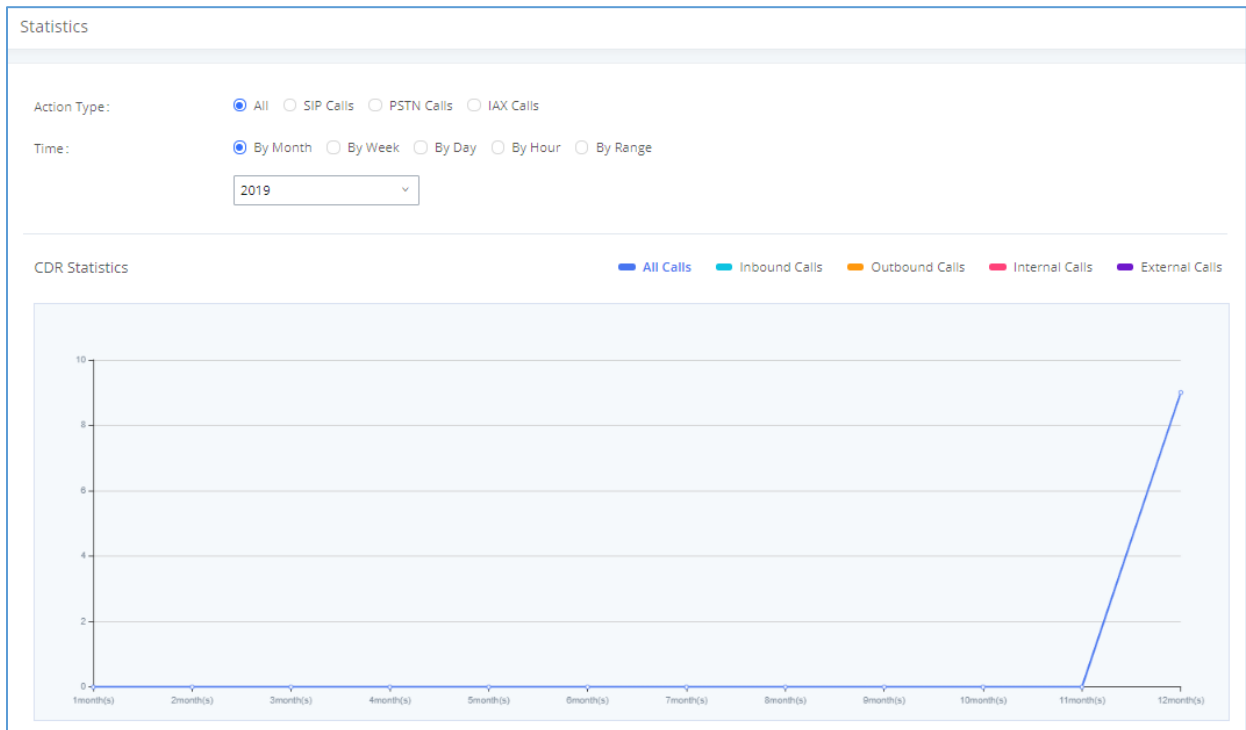 Statistics
Action Type: All SIP Calls PSTN Calls IAX Calls
Time: By Month By Week By Day By Hour By Range
2019
CDR Statistics All Calls Inbound Calls Outbound Calls Internal Calls External Calls
10
8
6
4
2
0
1month(s) 2month(s) 3month(s) 4month(s) 5month(s) 6month(s) 7month(s) 8month(s) 9month(s) 10month(s) 11month(s) 12month(s)